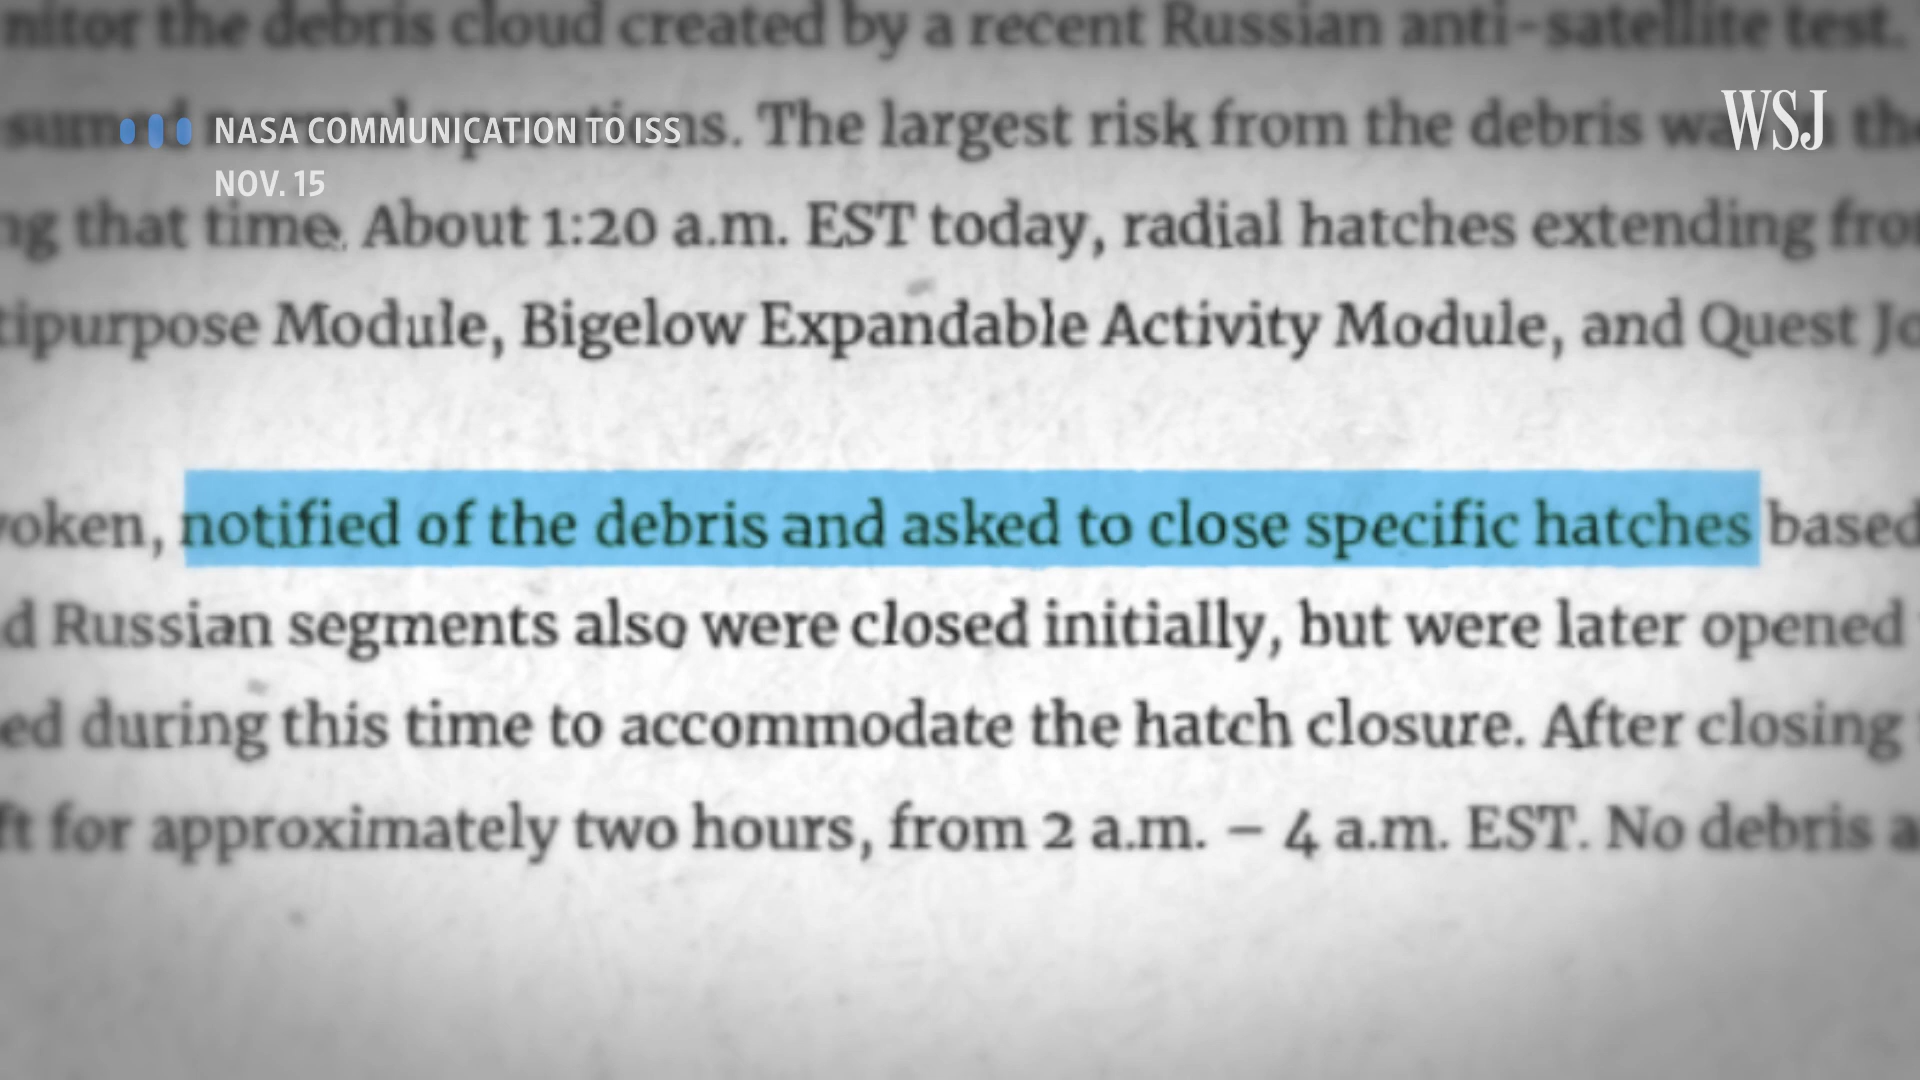 nitor the debris cloud created by a recent Russian anti-satellite test.
NASA COMMUNICATION TO ISS
NOV. 15
WSJ
ns. The largest risk from the debris was the
ng that time. About 1:20 a.m. EST today, radial hatches extending from
tipurpose Module, Bigelow Expandable Activity Module, and Quest Jo
woken, notified of the debris and asked to close specific hatches based
d Russian segments also were closed initially, but were later opened
ed during this time to accommodate the hatch closure. After closing
ft for approximately two hours, from 2 a.m. – 4 a.m. EST. No debris a